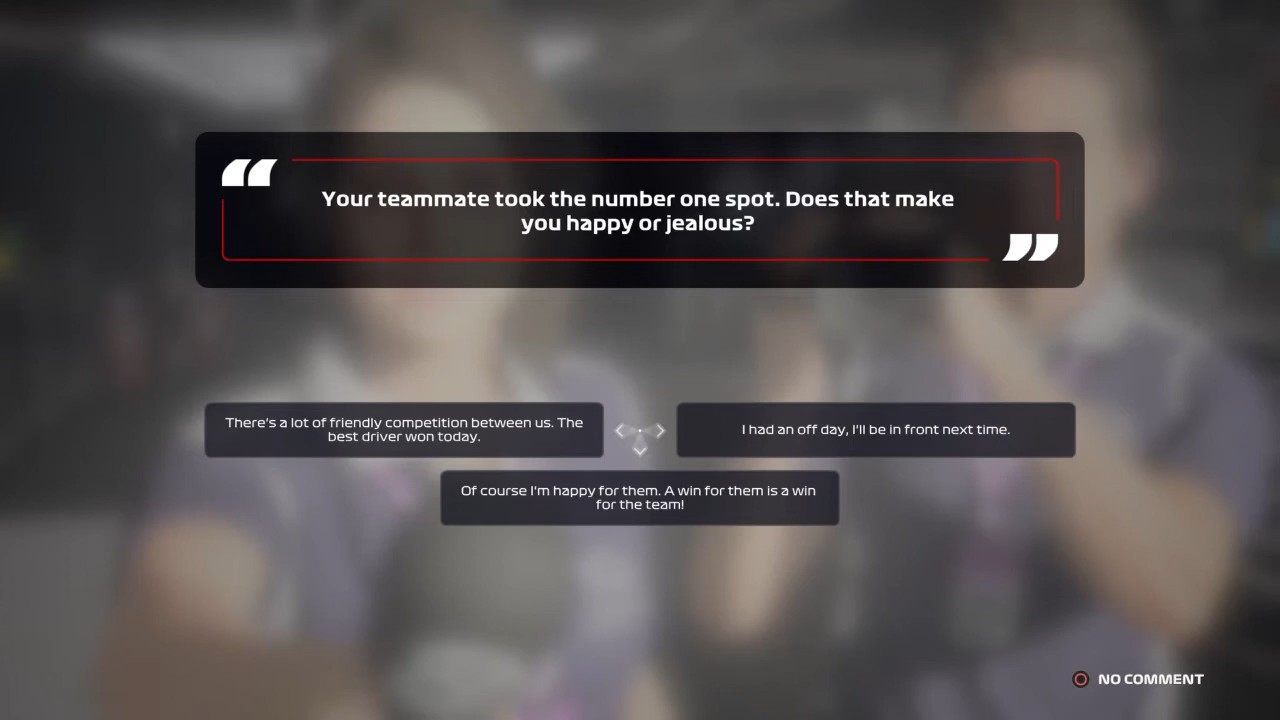 Your teammate took the number one spot. Does that make
you happy or jealous?
There's a lot of friendly competition between us. The
best driver won today.
I had an off day, I'll be in front next time.
Of course I'm happy for them. A win for them is a win
for the team!
NO COMMENT